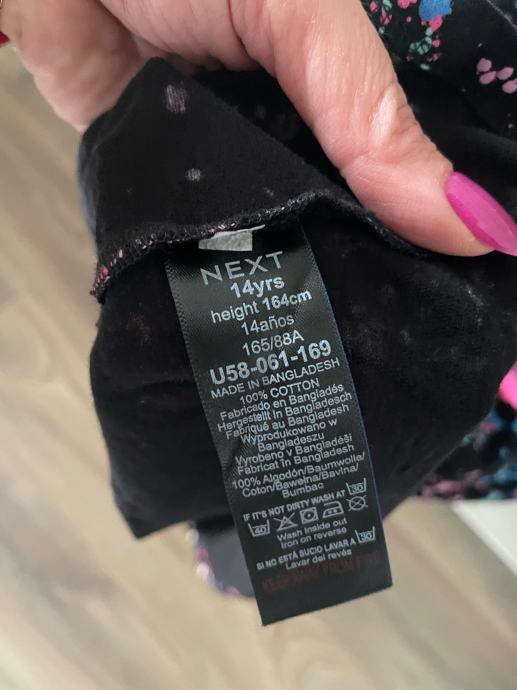 NEXT
14yrs
height 164cm
14años
165/88A
U58-061-169
MADE IN BANGLADESH
100% COTTON
Fabricado en Bangladés
Hergestellt in Bangladesch
Fabriqué au Bangladesh
Wyprodukowano w
Bangladeszu
Vyrobeno v Bangladéši
Fabricat în Bangladesh
100% Algodón/Baumwolle/
Coton/Bawełna/Bavlna/
Bumbac
IF IT'S NOT DIRTY WASH AT 30
40
Wash inside out
Iron on reverse
SI NO ESTÁ SUCIO LAVAR A 30
Lavar del revés
KEEP AWAY FROM FIRE